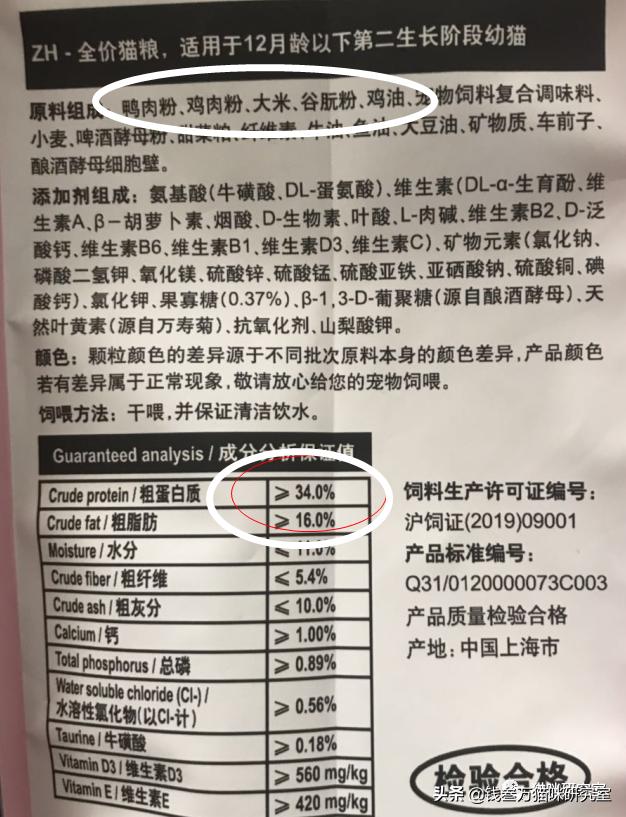 ZH - 全价猫粮，适用于12月龄以下第二生长阶段幼猫
原料组成：鸭肉粉、鸡肉粉、大米、谷朊粉、鸡油、宠物饲料复合调味料、
小麦、啤酒酵母粉、甜菜粕、纤维素、牛油、鱼油、大豆油、矿物质、车前子、
酿酒酵母细胞壁。
添加剂组成：氨基酸(牛磺酸、DL-蛋氨酸)、维生素(DL-α-生育酚、维
生素A、β-胡萝卜素、烟酸、D-生物素、叶酸、L-肉碱、维生素B2、D-泛
酸钙、维生素B6、维生素B1、维生素D3、维生素C)、矿物元素(氯化钠、
磷酸二氢钾、氧化镁、硫酸锌、硫酸锰、硫酸亚铁、亚硒酸钠、硫酸铜、碘
酸钙)、氯化钾、果寡糖(0.37%)、β-1,3-D-葡聚糖(源自酿酒酵母)、天
然叶黄素(源自万寿菊)、抗氧化剂、山梨酸钾。
颜色：颗粒颜色的差异源于不同批次原料本身的颜色差异，产品颜色
若有差异属于正常现象，敬请放心给您的宠物饲喂。
饲喂方法：干喂，并保证清洁饮水。
Guaranteed analysis / 成分分析保证值
Crude protein / 粗蛋白质 ≥ 34.0%
Crude fat / 粗脂肪 ≥ 16.0%
Moisture / 水分 ≤ 11.0%
Crude fiber / 粗纤维 ≤ 5.4%
Crude ash / 粗灰分 ≤ 10.0%
Calcium / 钙 ≥ 1.00%
Total phosphorus / 总磷 ≥ 0.89%
Water soluble chloride (Cl-) /
水溶性氯化物(以Cl-计) ≥ 0.56%
Taurine / 牛磺酸 ≥ 0.18%
Vitamin D3 / 维生素D3 ≥ 560 mg/kg
Vitamin E / 维生素E ≥ 420 mg/kg
饲料生产许可证编号：
沪饲证(2019)09001
产品标准编号：
Q31/0120000073C003
产品质量检验合格
产地：中国上海市
检验合格
猫咪研究室
头条 @钱叁万猫咪研究室